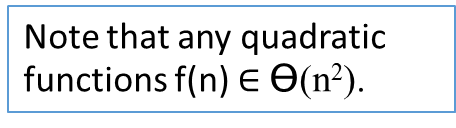 Note that any quadratic
functions f(n) ∈ Ө(n²).